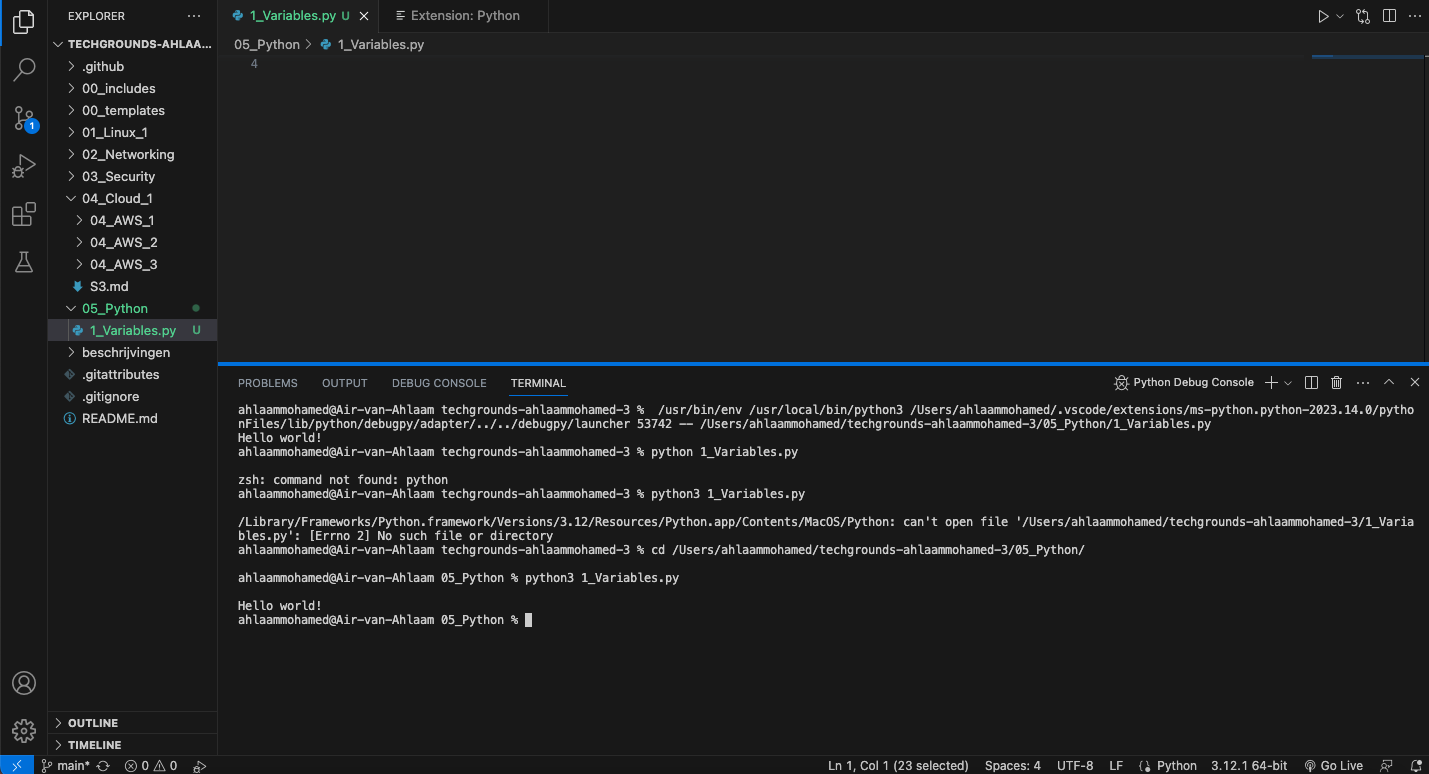 EXPLORER
TECHGROUNDS-AHLAA...
.github
00_includes
00_templates
01_Linux_1
02_Networking
03_Security
04_Cloud_1
04_AWS_1
04_AWS_2
04_AWS_3
S3.md
05_Python
1_Variables.py U
beschrijvingen
.gitattributes
.gitignore
README.md
OUTLINE
TIMELINE
1
1_Variables.py U
Extension: Python
05_Python > 1_Variables.py
4
PROBLEMS OUTPUT DEBUG CONSOLE TERMINAL
Python Debug Console
ahlaammohamed@Air-van-Ahlaam techgrounds-ahlaammohamed-3 %  /usr/bin/env /usr/local/bin/python3 /Users/ahlaammohamed/.vscode/extensions/ms-python.python-2023.14.0/pytho
nFiles/lib/python/debugpy/adapter/../../debugpy/launcher 53742 -- /Users/ahlaammohamed/techgrounds-ahlaammohamed-3/05_Python/1_Variables.py
Hello world!
ahlaammohamed@Air-van-Ahlaam techgrounds-ahlaammohamed-3 % python 1_Variables.py
zsh: command not found: python
ahlaammohamed@Air-van-Ahlaam techgrounds-ahlaammohamed-3 % python3 1_Variables.py
/Library/Frameworks/Python.framework/Versions/3.12/Resources/Python.app/Contents/MacOS/Python: can't open file '/Users/ahlaammohamed/techgrounds-ahlaammohamed-3/1_Varia
bles.py': [Errno 2] No such file or directory
ahlaammohamed@Air-van-Ahlaam techgrounds-ahlaammohamed-3 % cd /Users/ahlaammohamed/techgrounds-ahlaammohamed-3/05_Python/
ahlaammohamed@Air-van-Ahlaam 05_Python % python3 1_Variables.py
Hello world!
ahlaammohamed@Air-van-Ahlaam 05_Python %
main* 0 0 Ln 1, Col 1 (23 selected) Spaces: 4 UTF-8 LF Python 3.12.1 64-bit Go Live